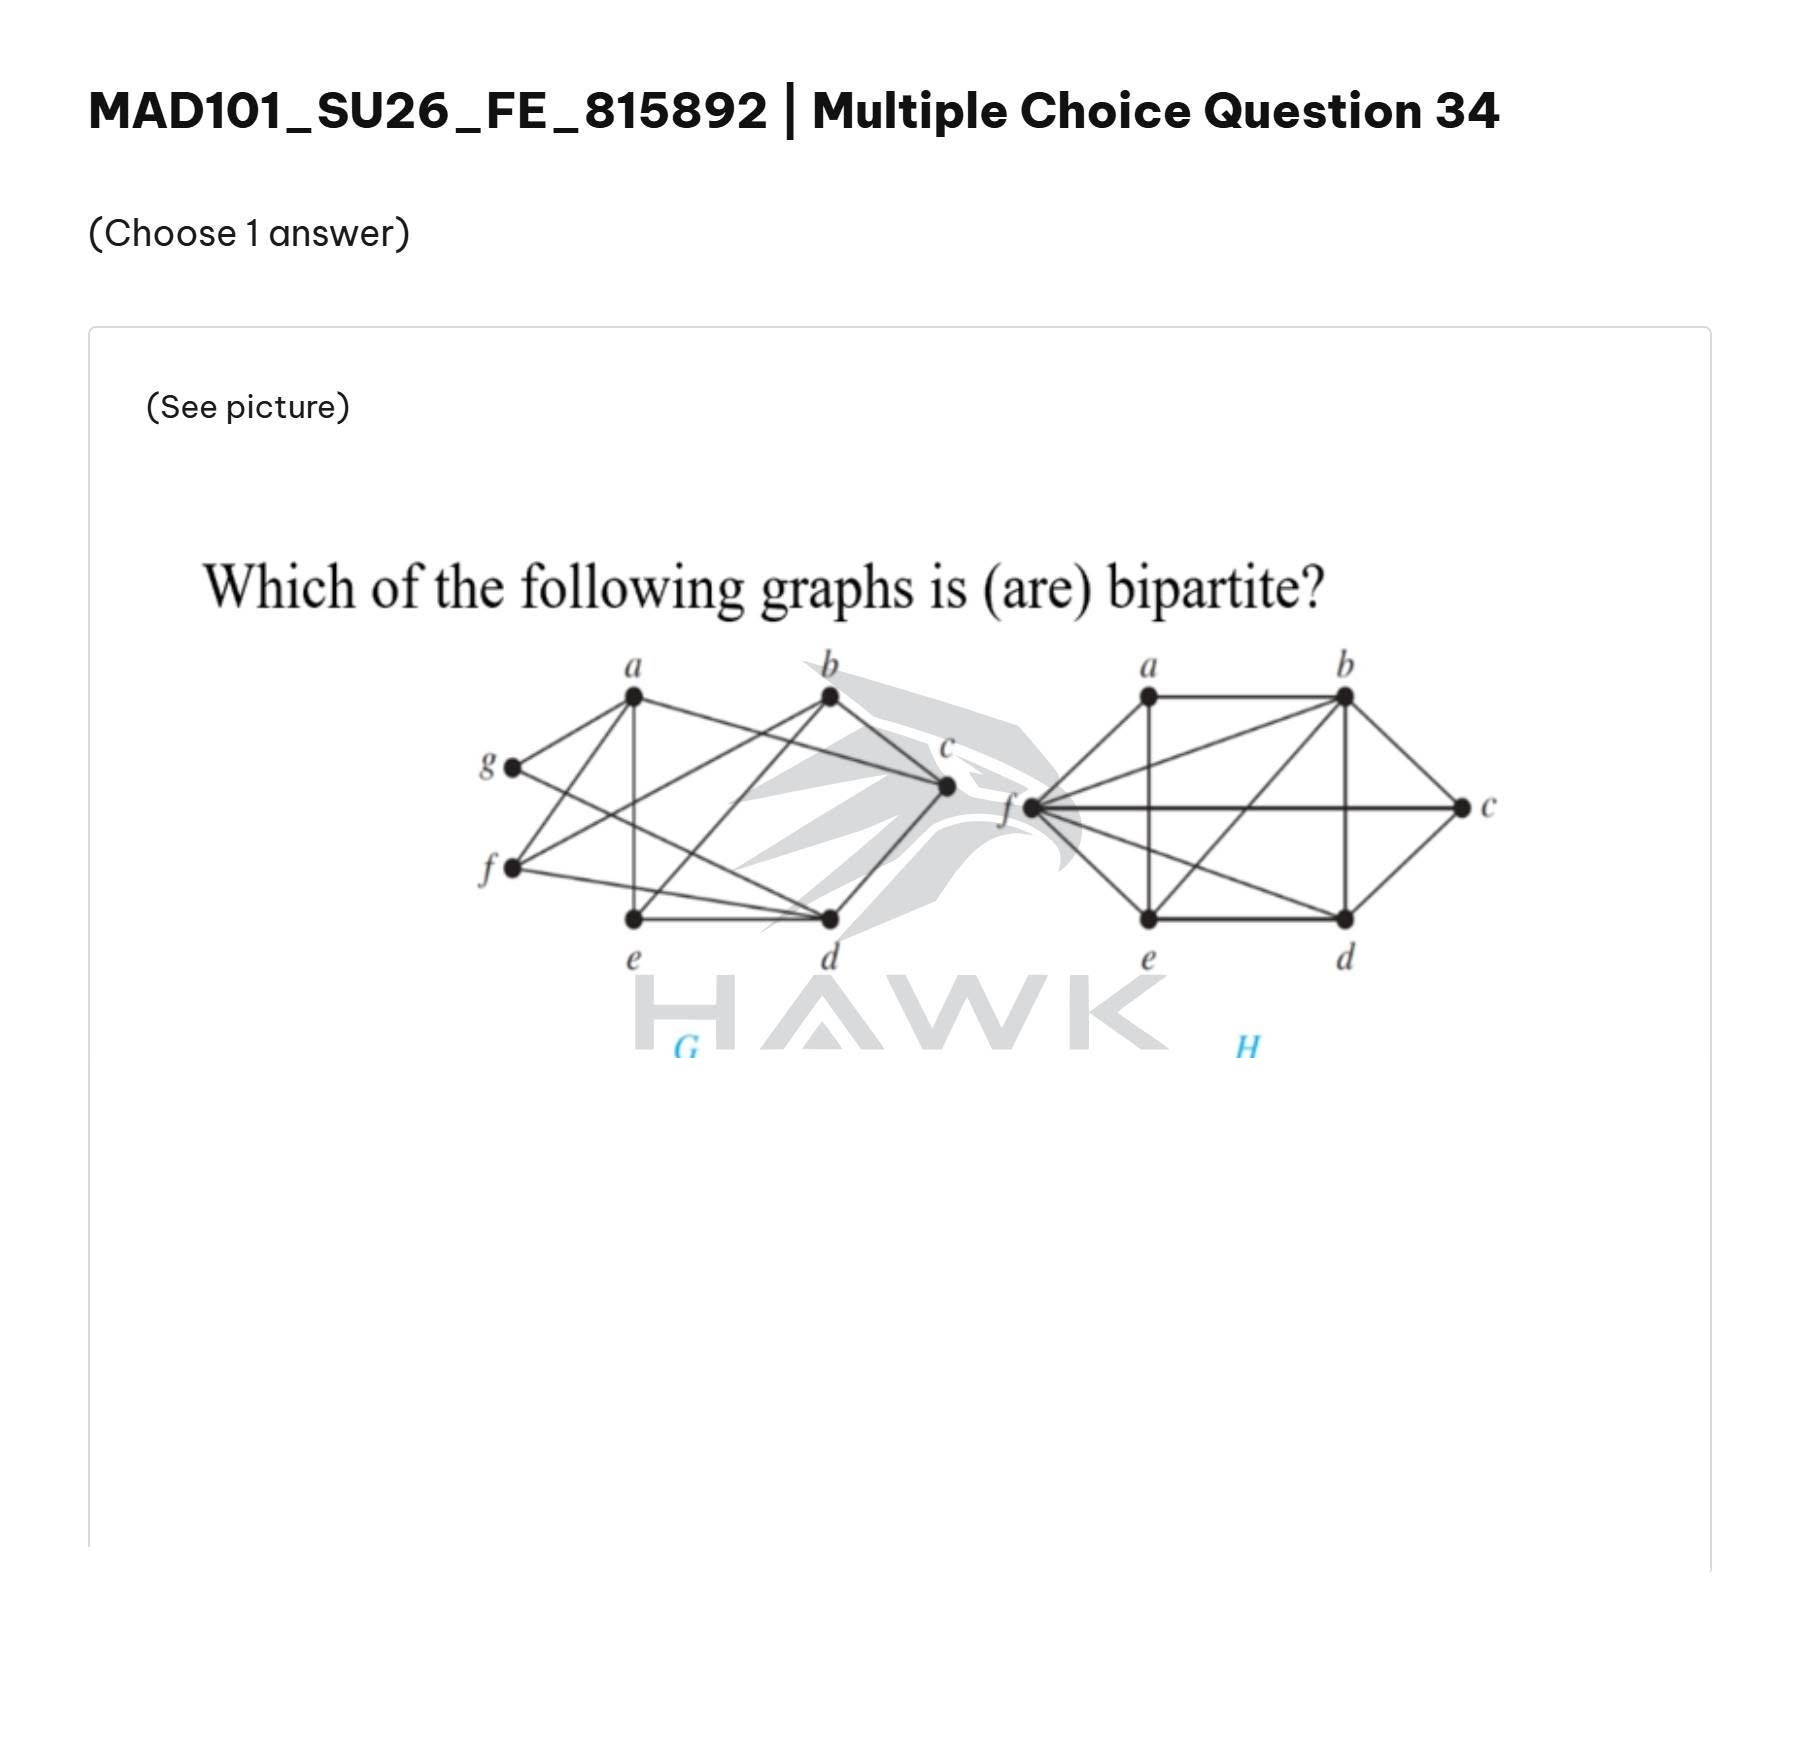 MAD101_SU26_FE_815892 | Multiple Choice Question 34
(Choose 1 answer)
(See picture)
Which of the following graphs is (are) bipartite?
a b a b
g c f c
f
e d e d
HAWK
G H